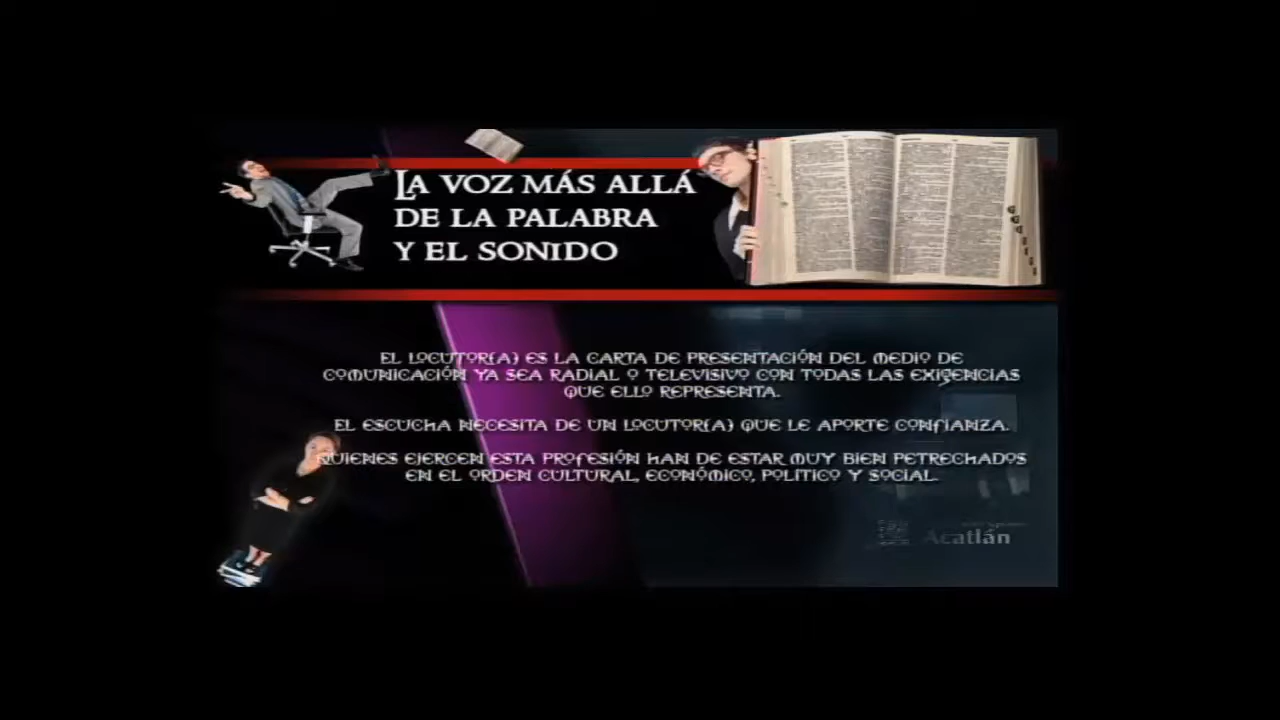 LA VOZ MÁS ALLÁ
DE LA PALABRA
Y EL SONIDO
EL LOCUTOR(A) ES LA CARTA DE PRESENTACIÓN DEL MEDIO DE
COMUNICACIÓN YA SEA RADIAL O TELEVISIVO CON TODAS LAS EXIGENCIAS
QUE ELLO REPRESENTA.
EL ESCUCHA NECESITA DE UN LOCUTOR(A) QUE LE APORTE CONFIANZA.
QUIENES EJERCEN ESTA PROFESIÓN HAN DE ESTAR MUY BIEN PETRECHADOS
EN EL ORDEN CULTURAL, ECONÓMICO, POLÍTICO Y SOCIAL.
Acatlán